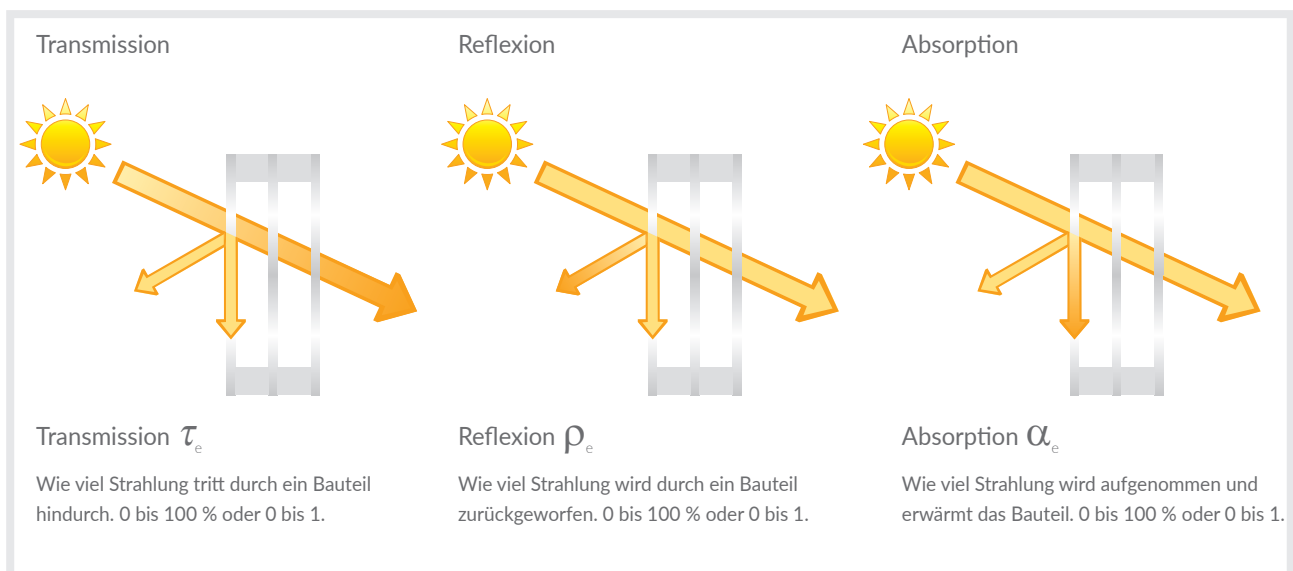 Transmission
Reflexion
Absorption
Transmission τe
Reflexion ρe
Absorption αe
Wie viel Strahlung tritt durch ein Bauteil
hindurch. 0 bis 100 % oder 0 bis 1.
Wie viel Strahlung wird durch ein Bauteil
zurückgeworfen. 0 bis 100 % oder 0 bis 1.
Wie viel Strahlung wird aufgenommen und
erwärmt das Bauteil. 0 bis 100 % oder 0 bis 1.